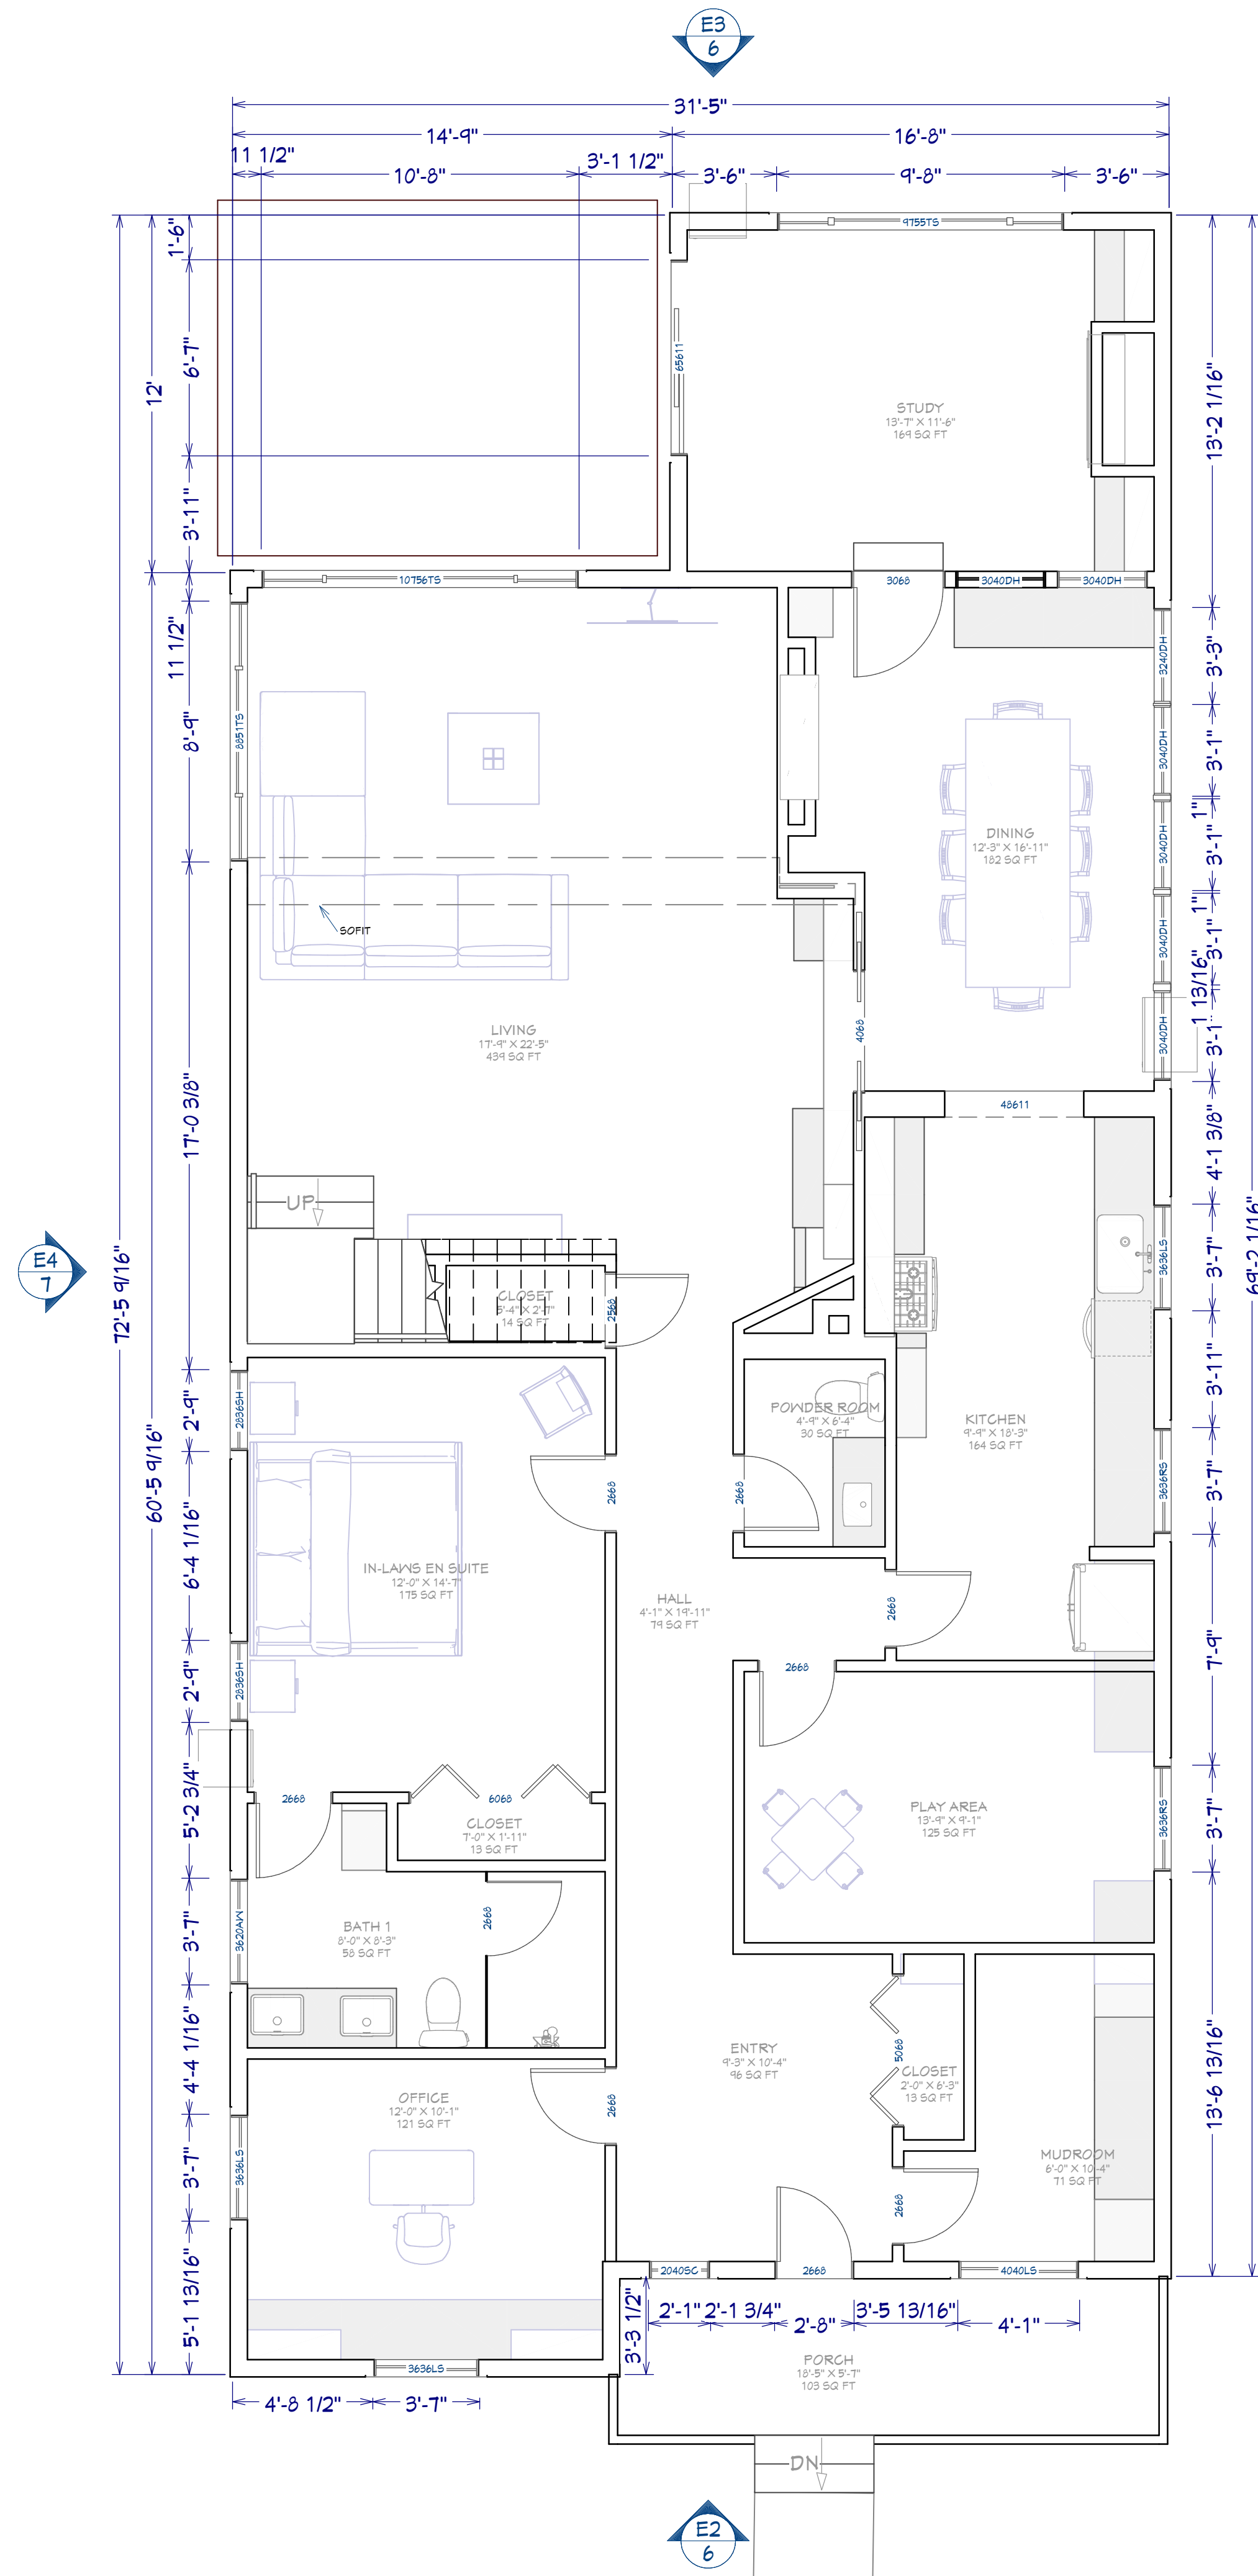 E3
6
31'-5"
14'-9"
16'-8"
11 1/2"
10'-8"
3'-1 1/2"
3'-6"
9'-8"
3'-6"
1'-6"
9755TS
6'-7"
12'
65611
13'-2 1/16"
STUDY
13'-7" X 11'-6"
169 SQ FT
3'-11"
10756TS
3068
3040DH
3040DH
11 1/2"
3240DH
3'-3"
8'-9"
8851TS
3040DH
3'-1"
1"
DINING
12'-3" X 16'-11"
182 SQ FT
3040DH
3'-1"
1"
SOFIT
3040DH
3'-1"
1 13/16"
LIVING
17'-9" X 22'-5"
439 SQ FT
4068
3040DH
3'-1"
48611
17'-0 3/8"
4'-1 3/8"
UP
E4
7
72'-5 9/16"
3636LS
3'-7"
69'-2 1/16"
CLOSET
5'-4" X 2'-7"
14 SQ FT
2568
3'-11"
2'-9"
2836SH
POWDER ROOM
4'-9" X 6'-4"
30 SQ FT
KITCHEN
9'-9" X 18'-3"
164 SQ FT
60'-5 9/16"
2668
2668
3636RS
3'-7"
6'-4 1/16"
IN-LAWS EN SUITE
12'-0" X 14'-7"
175 SQ FT
HALL
4'-1" X 19'-11"
79 SQ FT
2668
7'-9"
2'-9"
2836SH
2668
5'-2 3/4"
2668
6068
CLOSET
7'-0" X 1'-11"
13 SQ FT
PLAY AREA
13'-9" X 9'-1"
125 SQ FT
3636RS
3'-7"
3'-7"
3620AW
BATH 1
8'-0" X 8'-3"
58 SQ FT
2668
4'-4 1/16"
ENTRY
9'-3" X 10'-4"
96 SQ FT
5068
CLOSET
2'-0" X 6'-3"
13 SQ FT
13'-6 13/16"
OFFICE
12'-0" X 10'-1"
121 SQ FT
2668
3'-7"
3636LS
MUDROOM
6'-0" X 10'-4"
71 SQ FT
2668
5'-1 13/16"
2040SC
2668
4040LS
3'-3 1/2"
2'-1"
2'-1 3/4"
2'-8"
3'-5 13/16"
4'-1"
3636LS
PORCH
18'-5" X 5'-7"
103 SQ FT
4'-8 1/2"
3'-7"
DN
E2
6